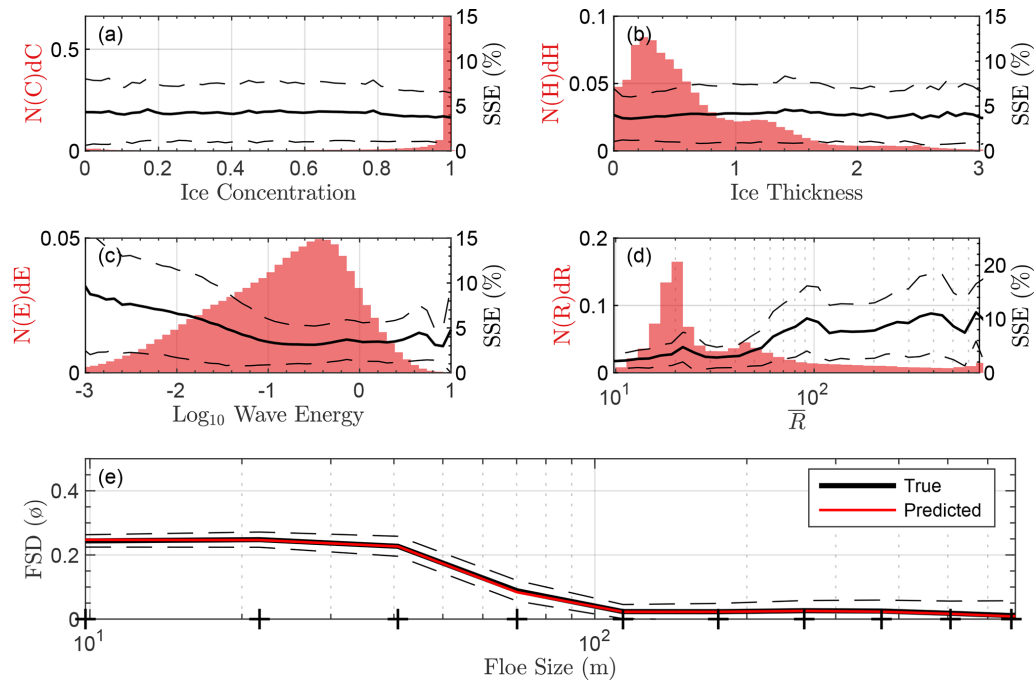 (a)
N(C)dC
0.5
0
15
10
5
0
SSE (%)
0 0.2 0.4 0.6 0.8 1
Ice Concentration
(b)
N(H)dH
0.1
0.05
0
15
10
5
0
SSE (%)
0 1 2 3
Ice Thickness
(c)
N(E)dE
0.05
0
15
10
5
0
SSE (%)
-3 -2 -1 0 1
Log10 Wave Energy
(d)
N(R)dR
0.2
0.1
0
20
10
0
SSE (%)
10^1 10^2
R̅
(e)
FSD (ø)
0.4
0.2
0
True
Predicted
10^1 10^2
Floe Size (m)